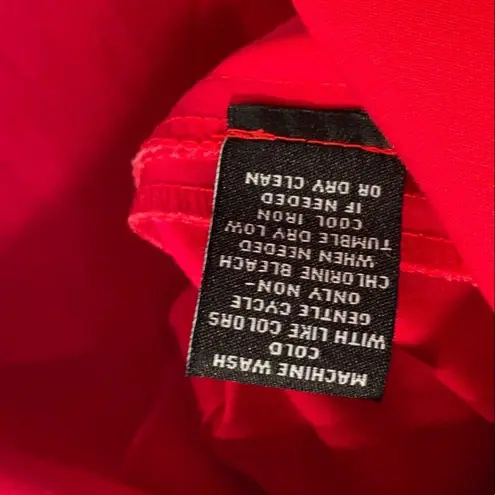 MACHINE WASH
COLD
WITH LIKE COLORS
GENTLE CYCLE
ONLY NON-
CHLORINE BLEACH
WHEN NEEDED
TUMBLE DRY LOW
COOL IRON
IF NEEDED
OR DRY CLEAN